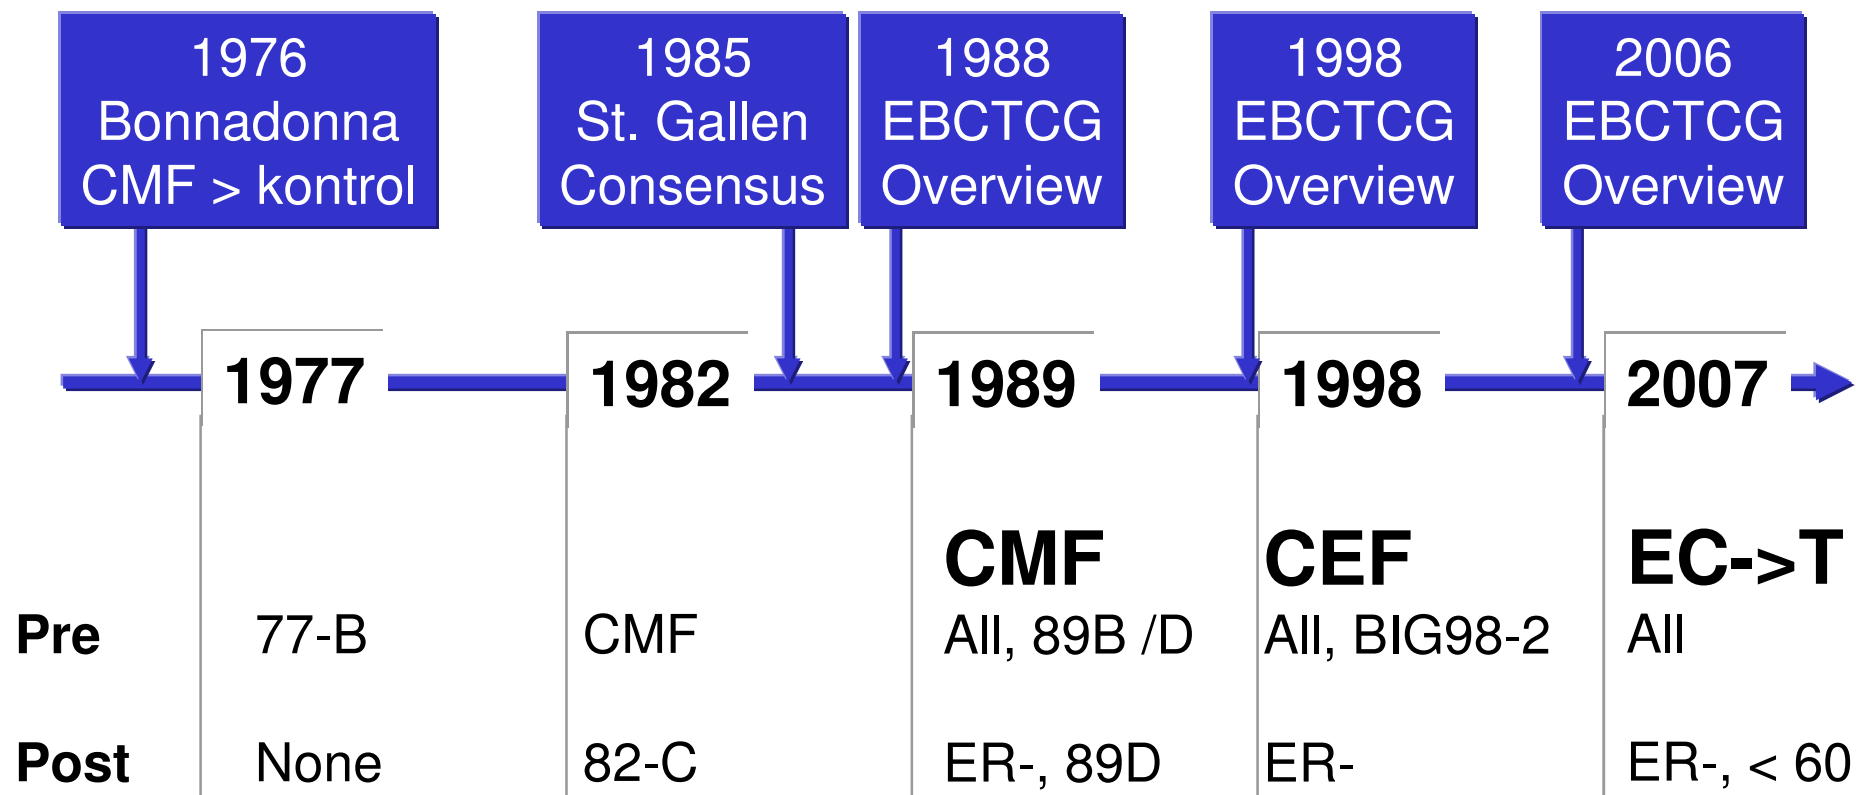 1976
Bonnadonna
CMF > kontrol
1985
St. Gallen
Consensus
1988
EBCTCG
Overview
1998
EBCTCG
Overview
2006
EBCTCG
Overview
1977
1982
1989
1998
2007
CMF
CEF
EC->T
Pre
77-B
CMF
All, 89B /D
All, BIG98-2
All
Post
None
82-C
ER-, 89D
ER-
ER-, < 60